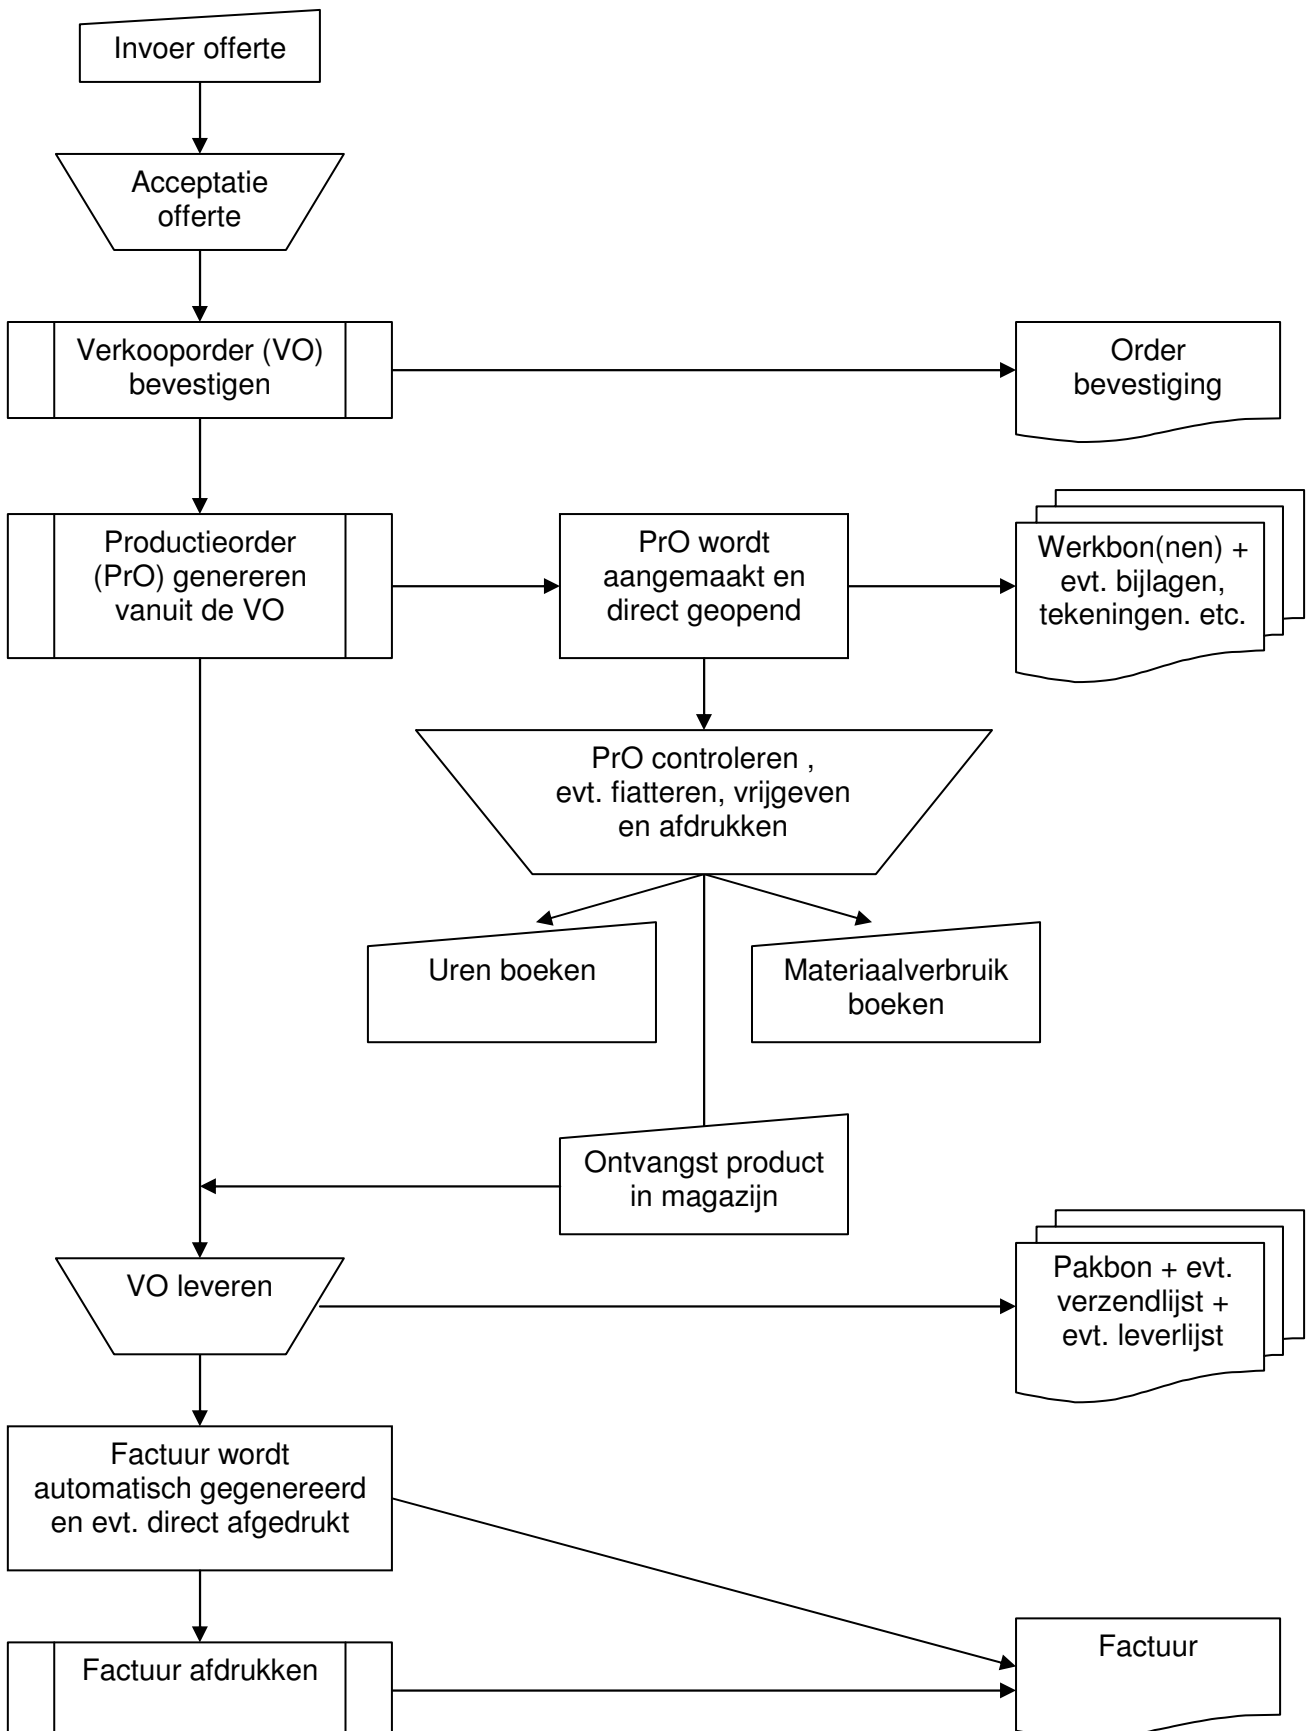 Invoer offerte
Acceptatie
offerte
Verkooporder (VO)
bevestigen
Order
bevestiging
Productieorder
(PrO) genereren
vanuit de VO
PrO wordt
aangemaakt en
direct geopend
Werkbon(nen) +
evt. bijlagen,
tekeningen. etc.
PrO controleren ,
evt. fiatteren, vrijgeven
en afdrukken
Uren boeken
Materiaalverbruik
boeken
Ontvangst product
in magazijn
VO leveren
Pakbon + evt.
verzendlijst +
evt. leverlijst
Factuur wordt
automatisch gegenereerd
en evt. direct afgedrukt
Factuur afdrukken
Factuur